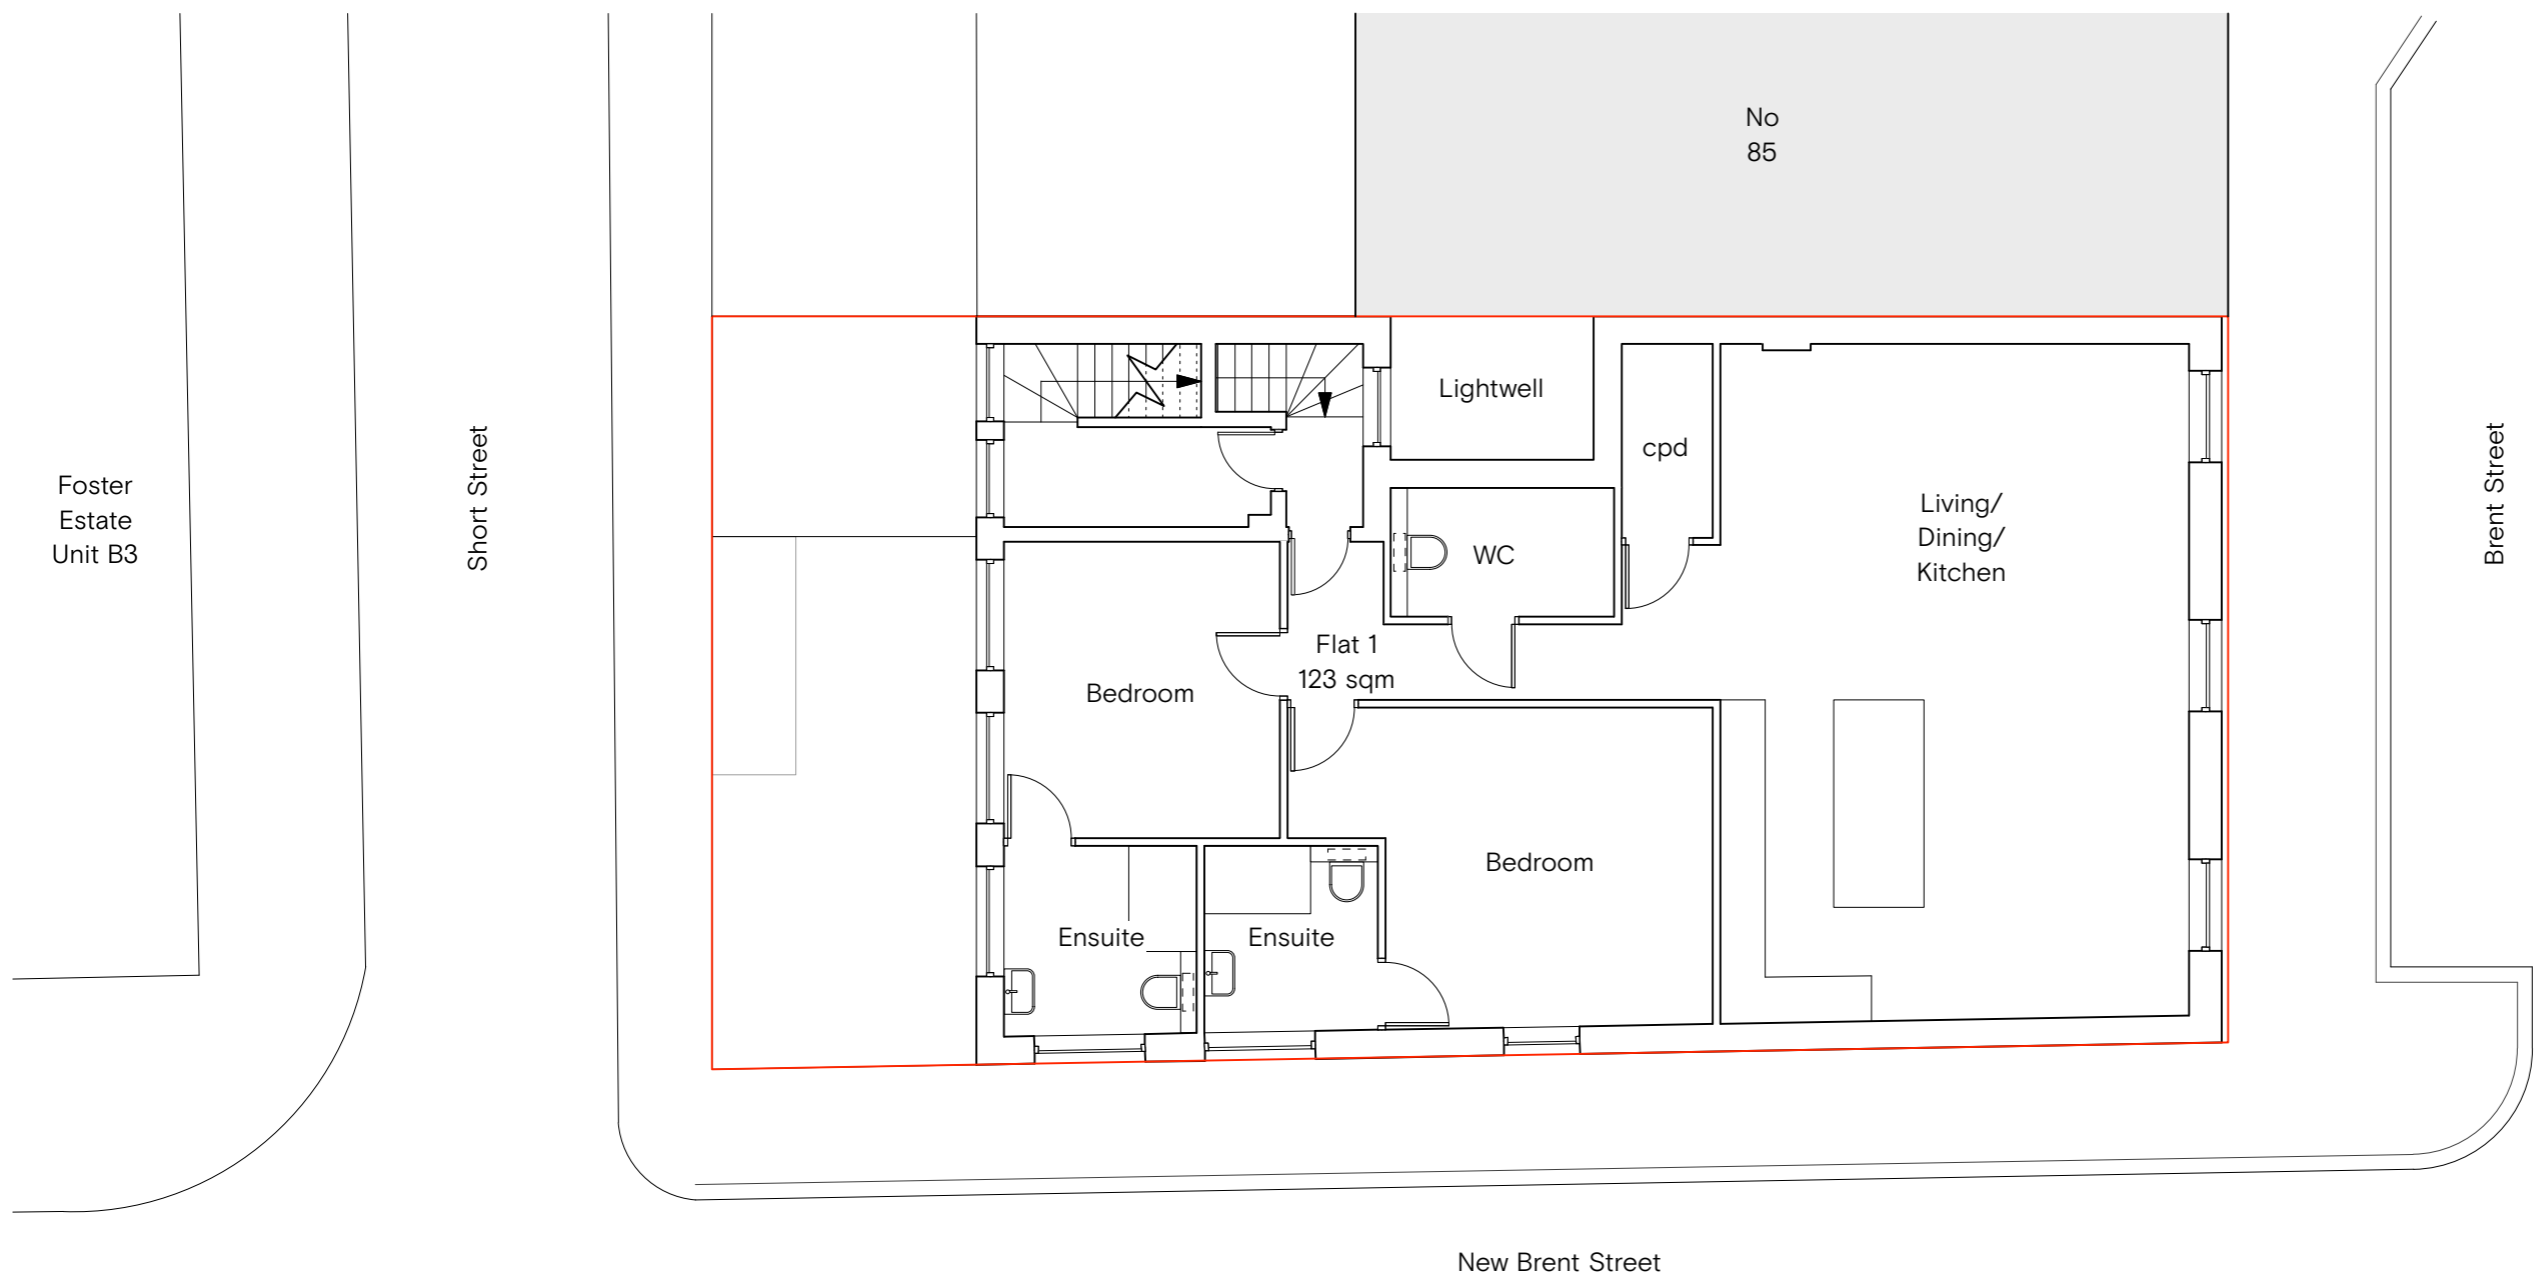 No
85
Lightwell
cpd
Foster
Estate
Unit B3
Short Street
WC
Living/
Dining/
Kitchen
Brent Street
Flat 1
123 sqm
Bedroom
Bedroom
Ensuite
Ensuite
New Brent Street